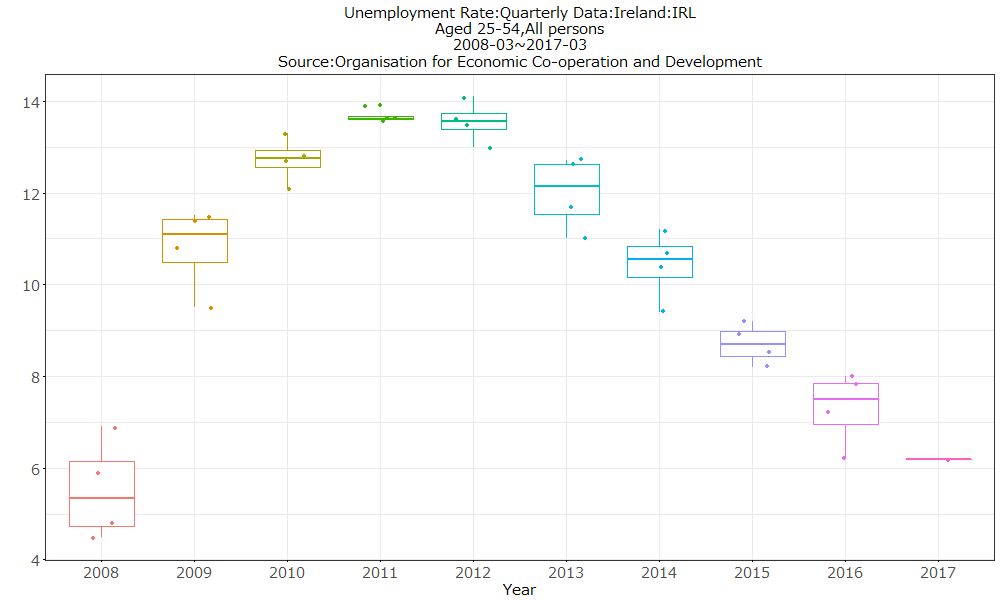 Unemployment Rate:Quarterly Data:Ireland:IRL
Aged 25-54,All persons
2008-03~2017-03
Source:Organisation for Economic Co-operation and Development
14
12
10
8
6
4
2008 2009 2010 2011 2012 2013 2014 2015 2016 2017
Year